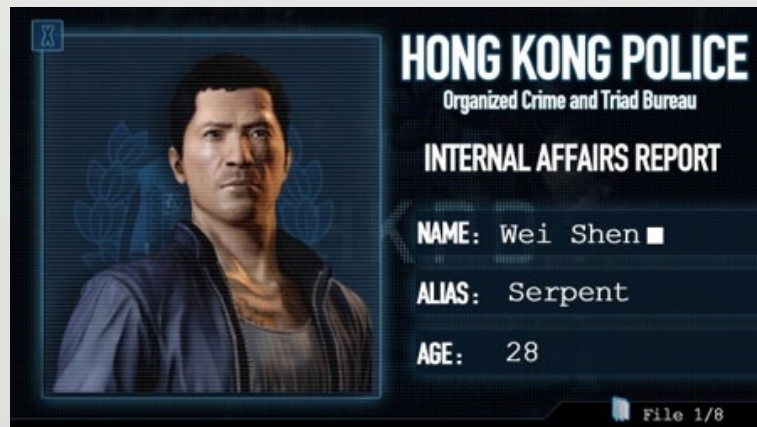 X
HONG KONG POLICE
Organized Crime and Triad Bureau
INTERNAL AFFAIRS REPORT
NAME: Wei Shen
ALIAS: Serpent
AGE: 28
File 1/8